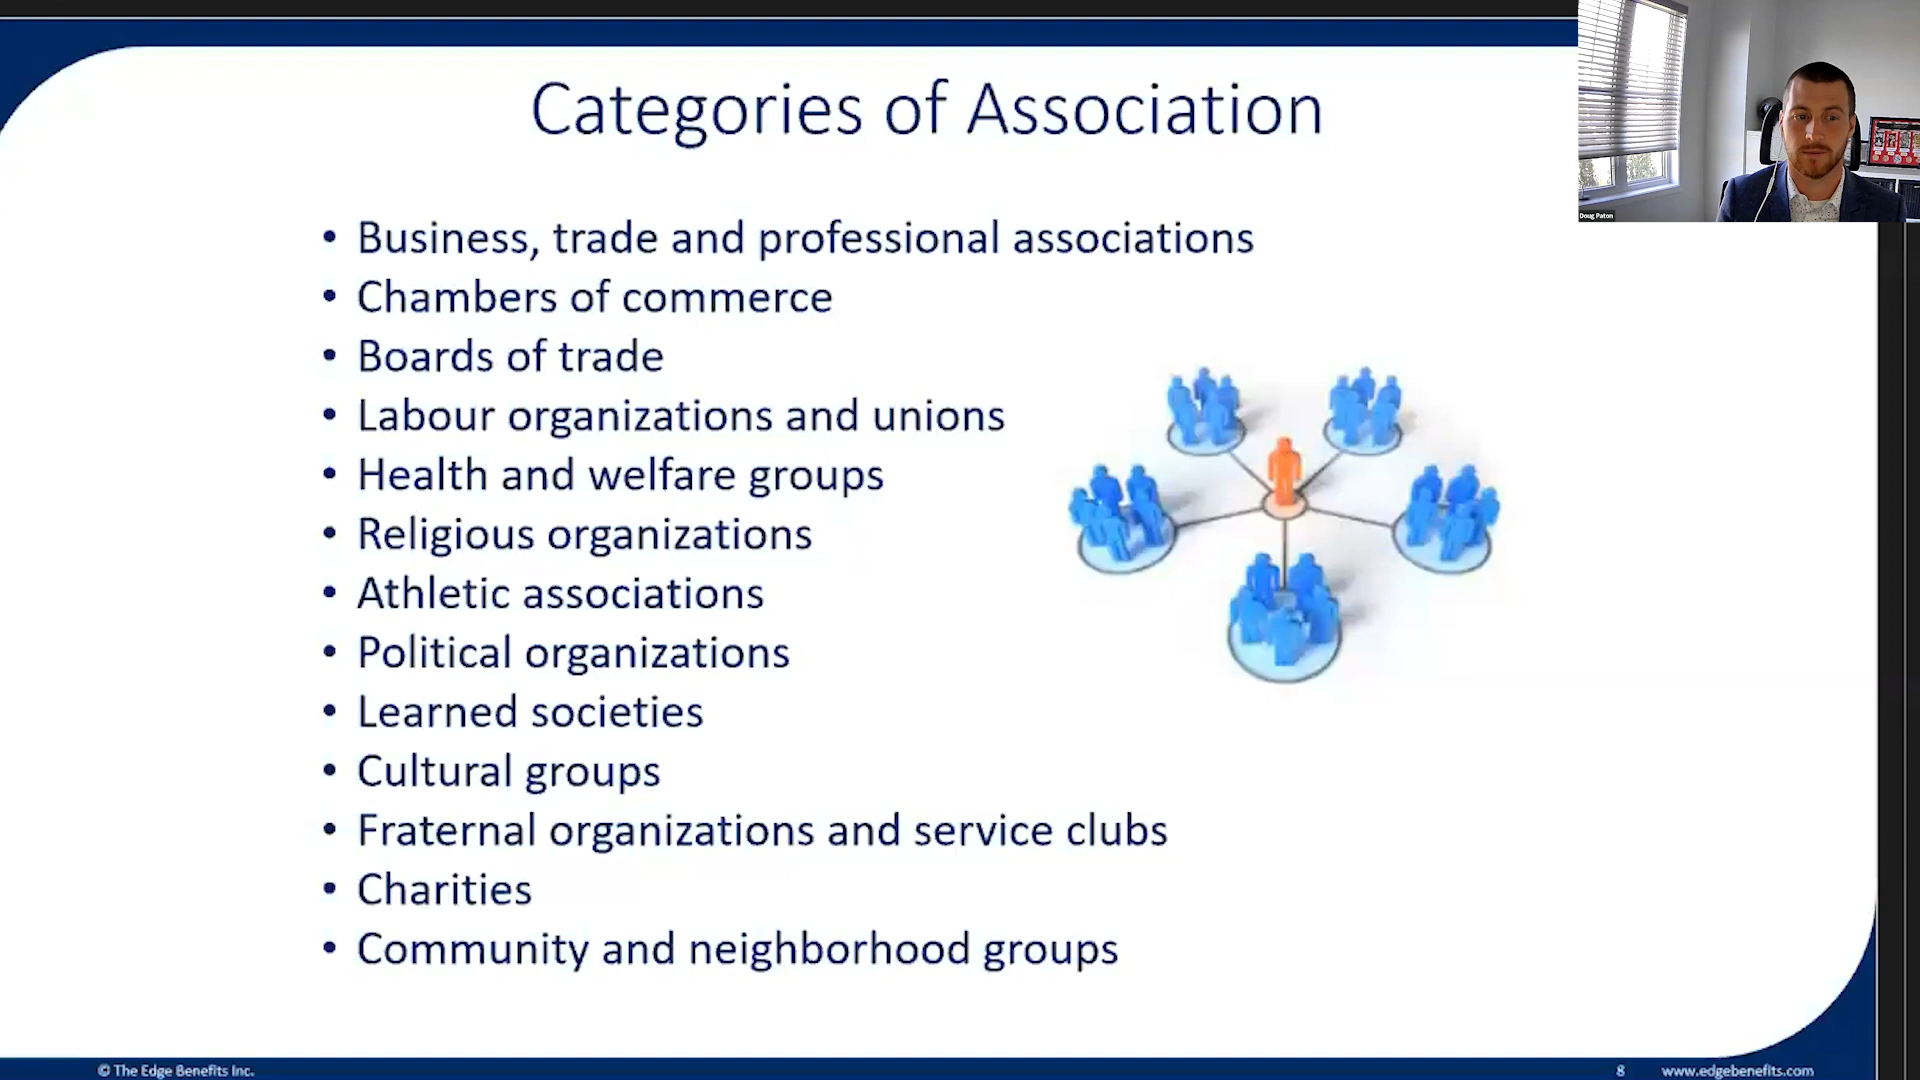 Categories of Association
Doug Paton
• Business, trade and professional associations
• Chambers of commerce
• Boards of trade
• Labour organizations and unions
• Health and welfare groups
• Religious organizations
• Athletic associations
• Political organizations
• Learned societies
• Cultural groups
• Fraternal organizations and service clubs
• Charities
• Community and neighborhood groups
© The Edge Benefits Inc.
8
www.edgebenefits.com